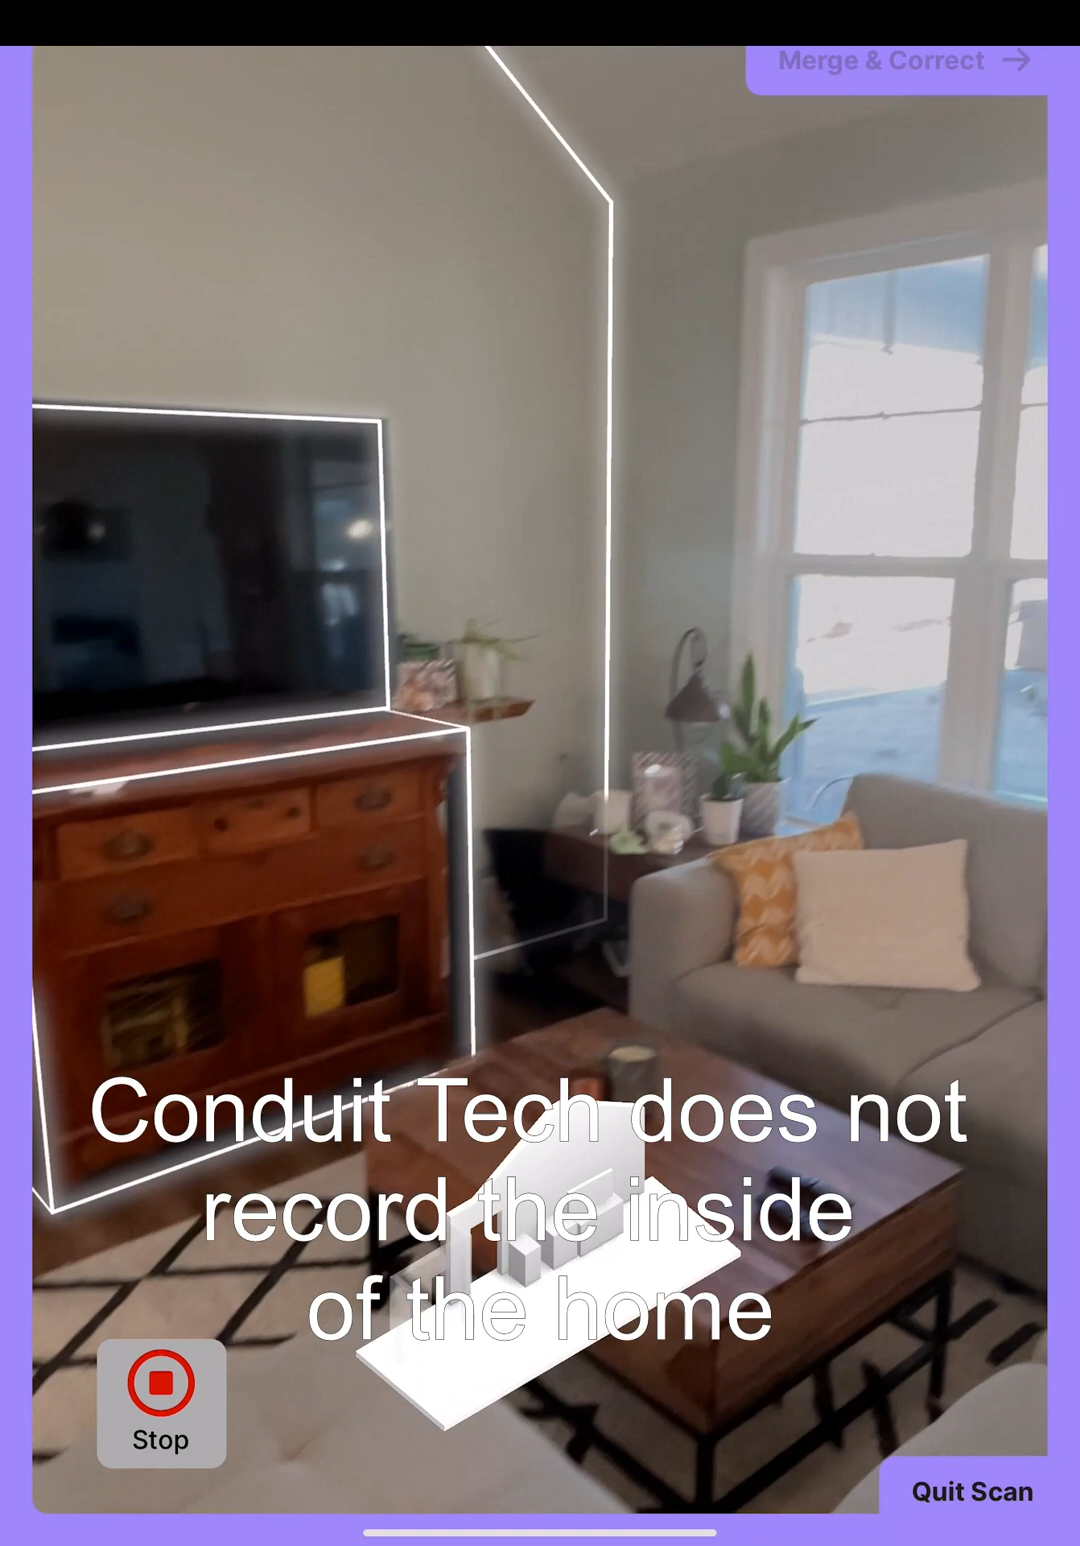 Merge & Correct →
Conduit Tech does not
record the inside
of the home
Stop
Quit Scan